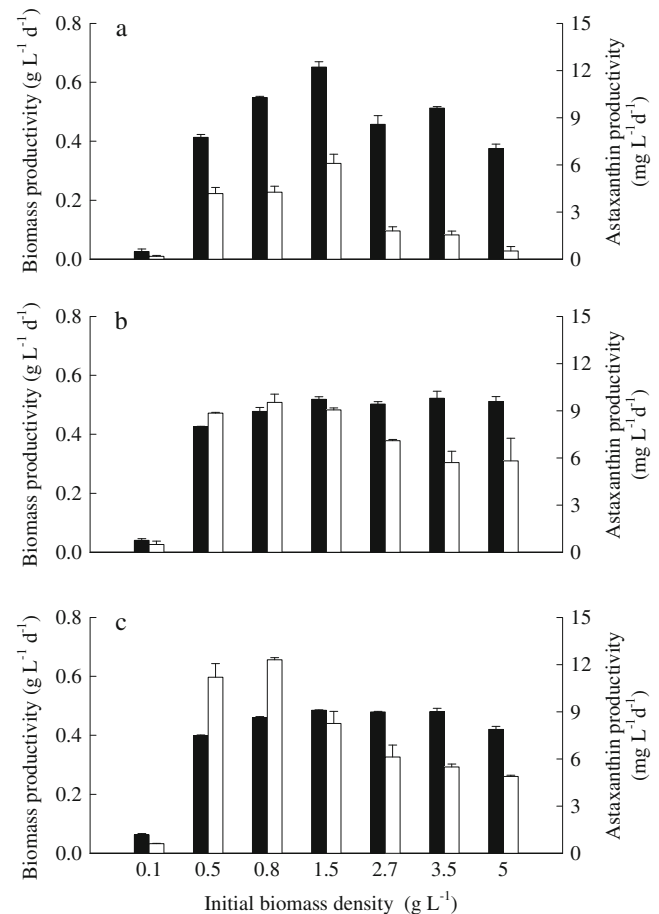 a
Biomass productivity (g L⁻¹ d⁻¹)
0.8
0.6
0.4
0.2
0.0
15
12
9
6
3
0
Astaxanthin productivity
(mg L⁻¹d⁻¹)
b
Biomass productivity (g L⁻¹ d⁻¹)
0.8
0.6
0.4
0.2
0.0
15
12
9
6
3
0
Astaxanthin productivity
(mg L⁻¹d⁻¹)
c
Biomass productivity (g L⁻¹ d⁻¹)
0.8
0.6
0.4
0.2
0.0
15
12
9
6
3
0
Astaxanthin productivity
(mg L⁻¹d⁻¹)
0.1 0.5 0.8 1.5 2.7 3.5 5
Initial biomass density (g L⁻¹)